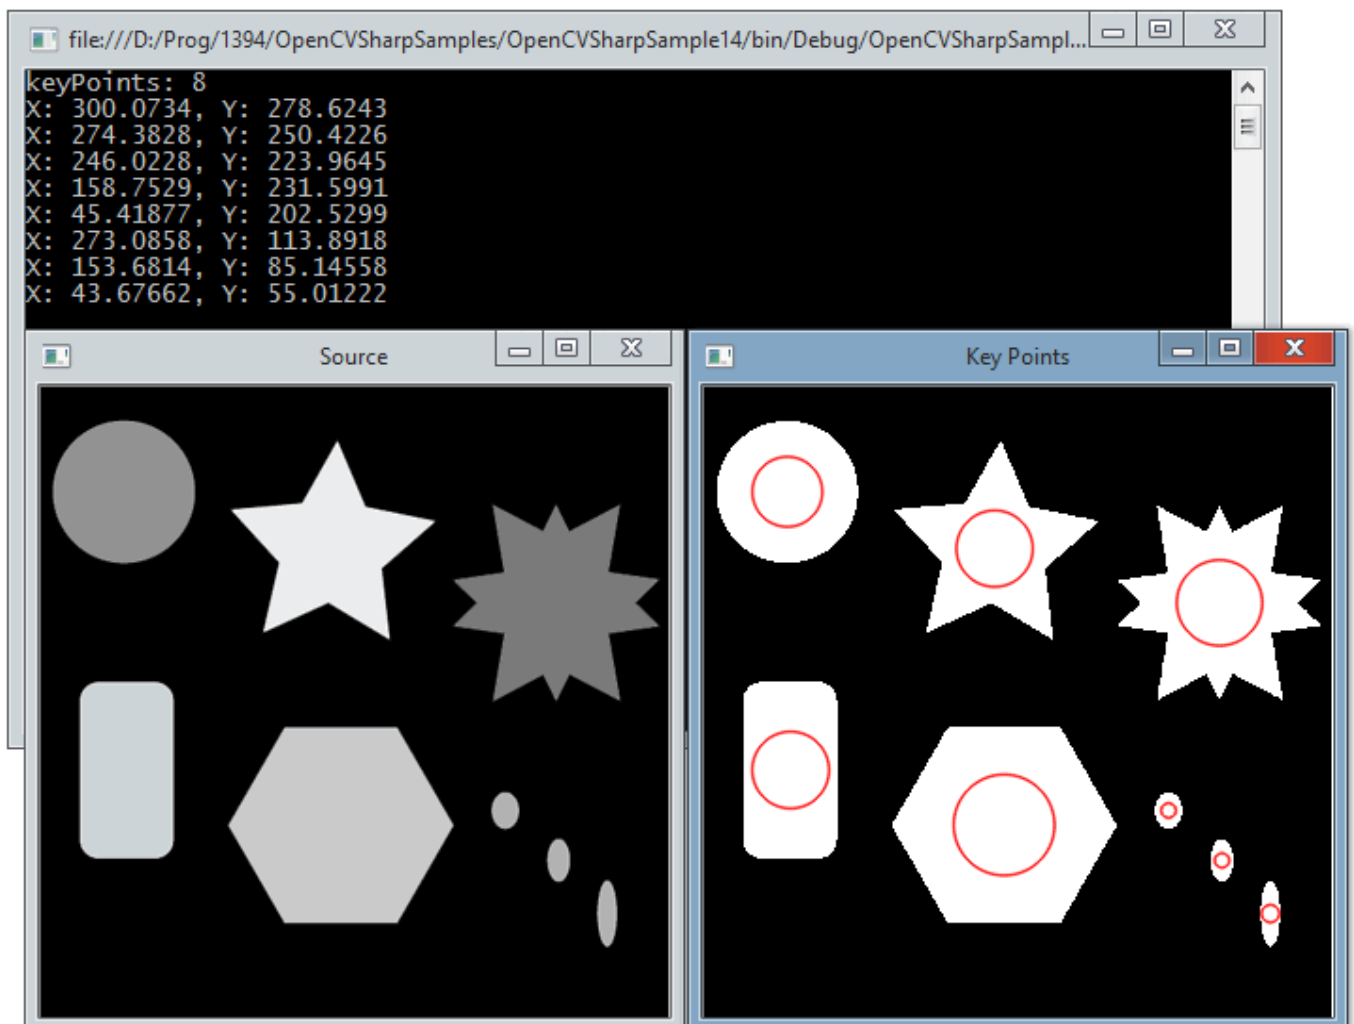 file:///D:/Prog/1394/OpenCVSharpSamples/OpenCVSharpSample14/bin/Debug/OpenCVSharpSampl...
keyPoints: 8
X: 300.0734, Y: 278.6243
X: 274.3828, Y: 250.4226
X: 246.0228, Y: 223.9645
X: 158.7529, Y: 231.5991
X: 45.41877, Y: 202.5299
X: 273.0858, Y: 113.8918
X: 153.6814, Y: 85.14558
X: 43.67662, Y: 55.01222
Source
Key Points